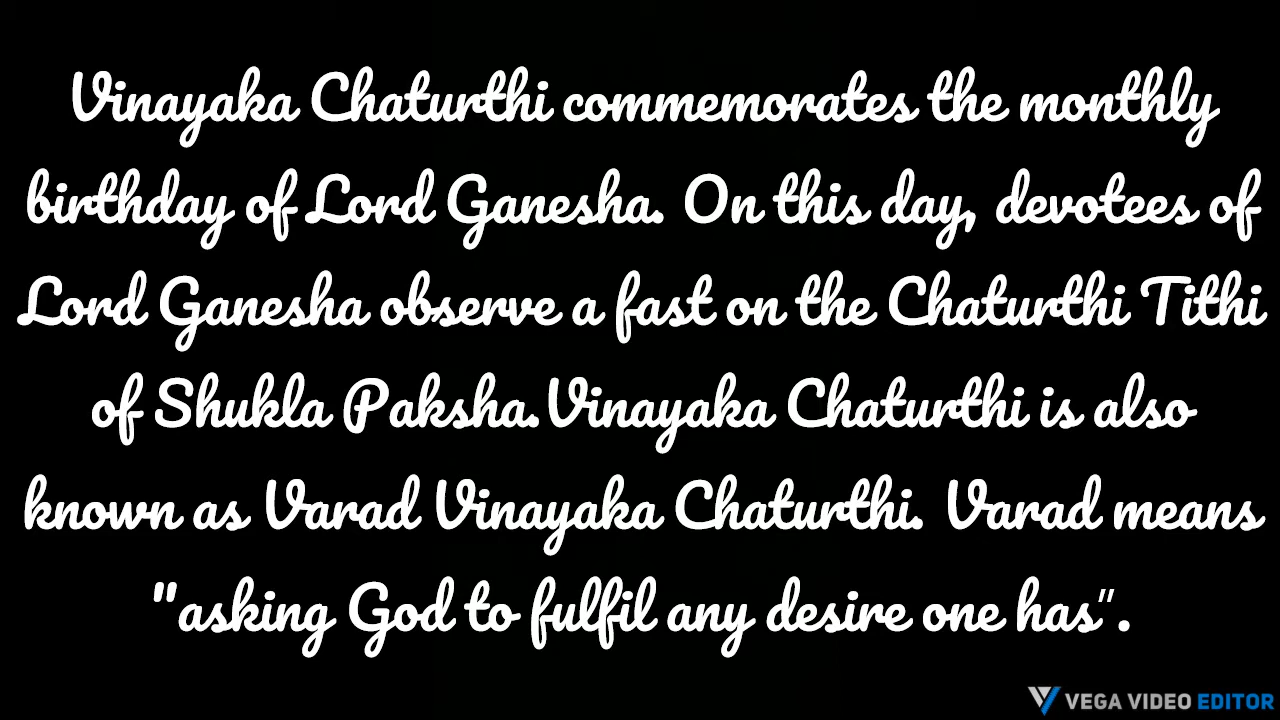 Vinayaka Chaturthi commemorates the monthly
birthday of Lord Ganesha. On this day, devotees of
Lord Ganesha observe a fast on the Chaturthi Tithi
of Shukla Paksha.Vinayaka Chaturthi is also
known as Varad Vinayaka Chaturthi. Varad means
"asking God to fulfil any desire one has”.
VEGA VIDEO EDITOR